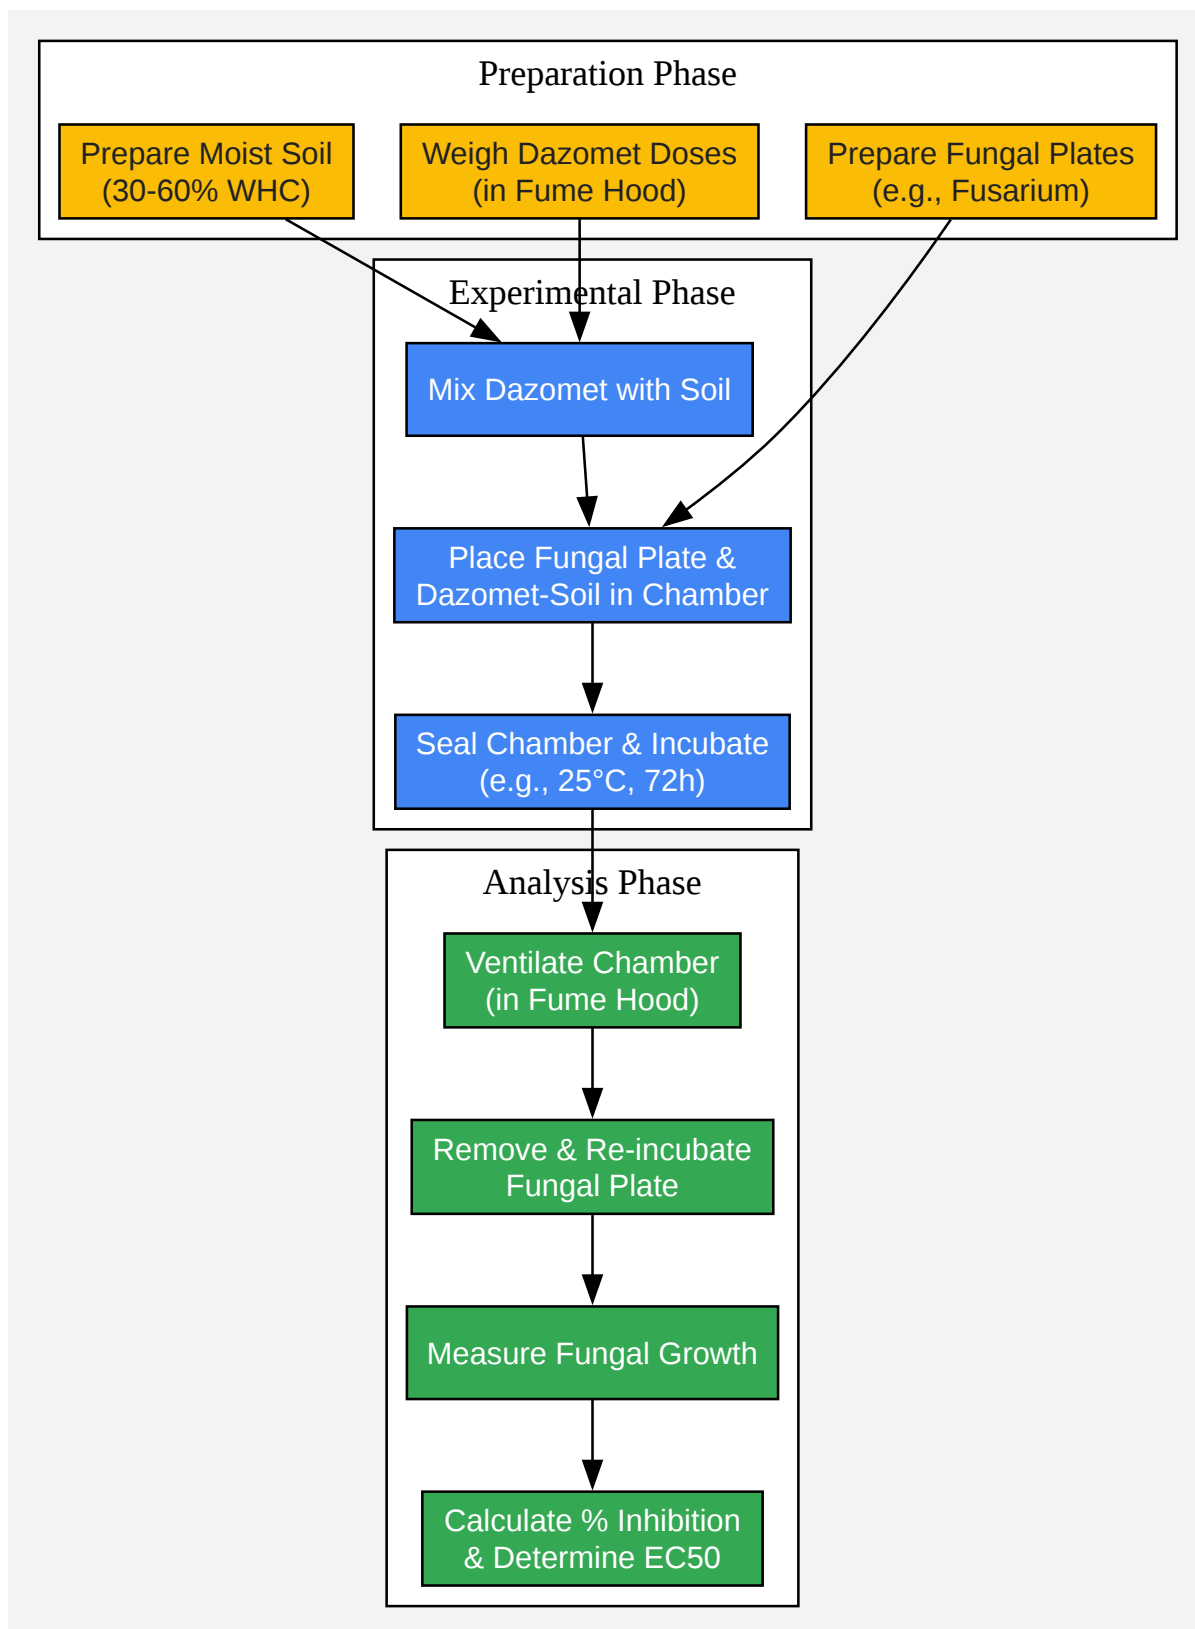 Preparation Phase
Prepare Moist Soil
(30-60% WHC)
Weigh Dazomet Doses
(in Fume Hood)
Prepare Fungal Plates
(e.g., Fusarium)
Experimental Phase
Mix Dazomet with Soil
Place Fungal Plate &
Dazomet-Soil in Chamber
Seal Chamber & Incubate
(e.g., 25°C, 72h)
Analysis Phase
Ventilate Chamber
(in Fume Hood)
Remove & Re-incubate
Fungal Plate
Measure Fungal Growth
Calculate % Inhibition
& Determine EC50